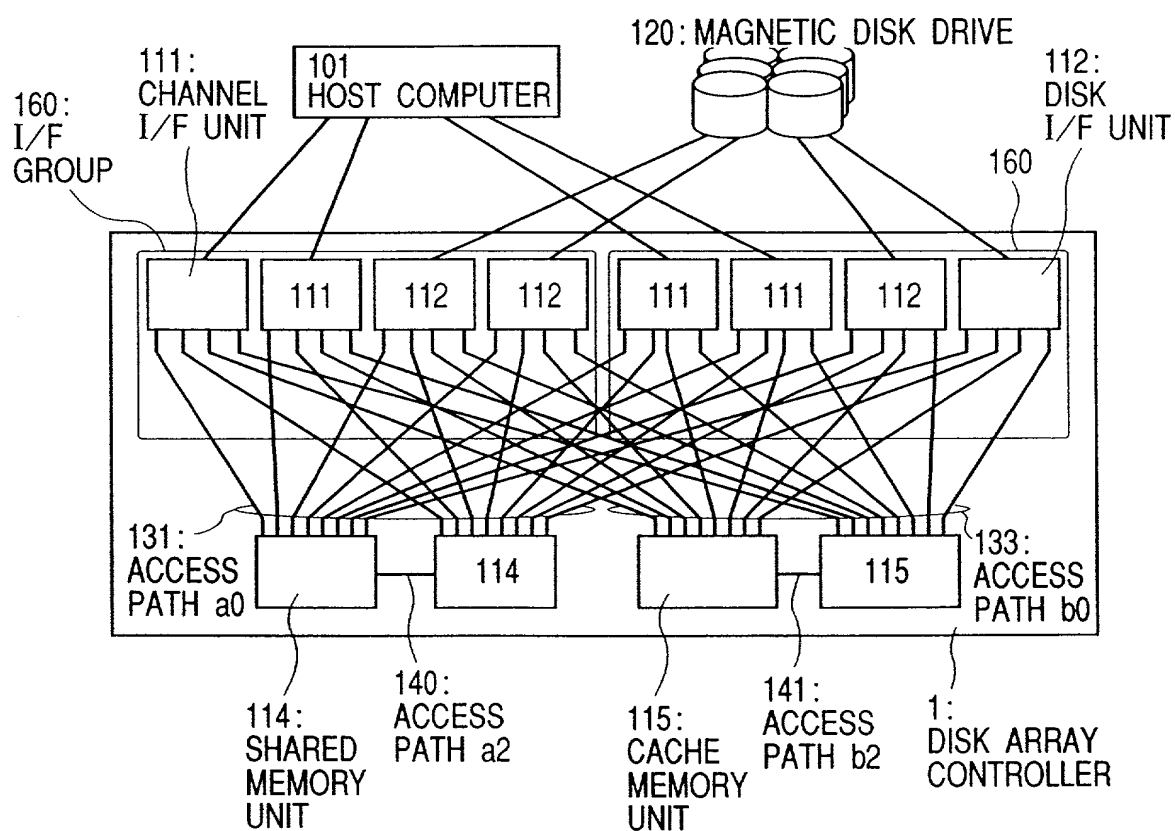 120: MAGNETIC DISK DRIVE
111:
CHANNEL
I/F UNIT
101
HOST COMPUTER
112:
DISK
I/F UNIT
160:
I/F
GROUP
160
111
112
112
111
111
112
131:
ACCESS
PATH a0
114
115
133:
ACCESS
PATH b0
114:
SHARED
MEMORY
UNIT
140:
ACCESS
PATH a2
115:
CACHE
MEMORY
UNIT
141:
ACCESS
PATH b2
1:
DISK ARRAY
CONTROLLER